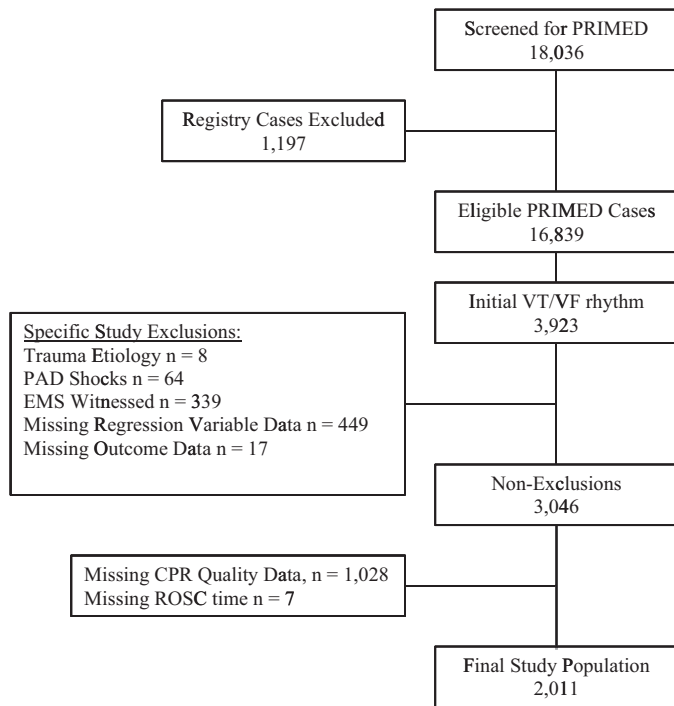 Screened for PRIMED
18,036
Registry Cases Excluded
1,197
Eligible PRIMED Cases
16,839
Initial VT/VF rhythm
3,923
Specific Study Exclusions:
Trauma Etiology n = 8
PAD Shocks n = 64
EMS Witnessed n = 339
Missing Regression Variable Data n = 449
Missing Outcome Data n = 17
Non-Exclusions
3,046
Missing CPR Quality Data, n = 1,028
Missing ROSC time n = 7
Final Study Population
2,011